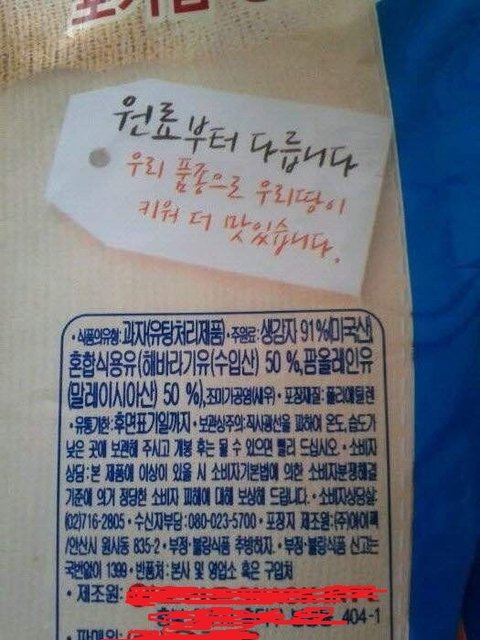 원료부터 다릅니다
우리 품종으로 우리땅이
키워 더 맛있습니다.
• 식품의유형:과자(유탕처리제품) • 주원료: 생감자 91%(미국산)
혼합식용유(해바라기유(수입산) 50 %,팜올레인유
(말레이시아산) 50 %),조미가공염(새우) • 포장재질: 폴리에틸렌
• 유통기한:후면표기일까지 • 보관상주의:직사광선을 피하여 온도, 습도가
낮은 곳에 보관해 주시고 개봉 후는 될 수 있으면 빨리 드십시오. • 소비자
상담:본 제품에 이상이 있을 시 소비자기본법에 의한 소비자분쟁해결
기준에 의거 정당한 소비자 피해에 대해 보상해 드립니다. • 소비자상담실:
(02)716-2805 • 수신자부담:080-023-5700 • 포장지 제조원:(주)아이팩
/안산시 원시동 835-2 • 부정·불량식품 추방하자. • 부정·불량식품 신고는
국번없이 1399 • 반품처: 본사 및 영업소 혹은 구입처
• 제조원:
404-1
• 판매원: